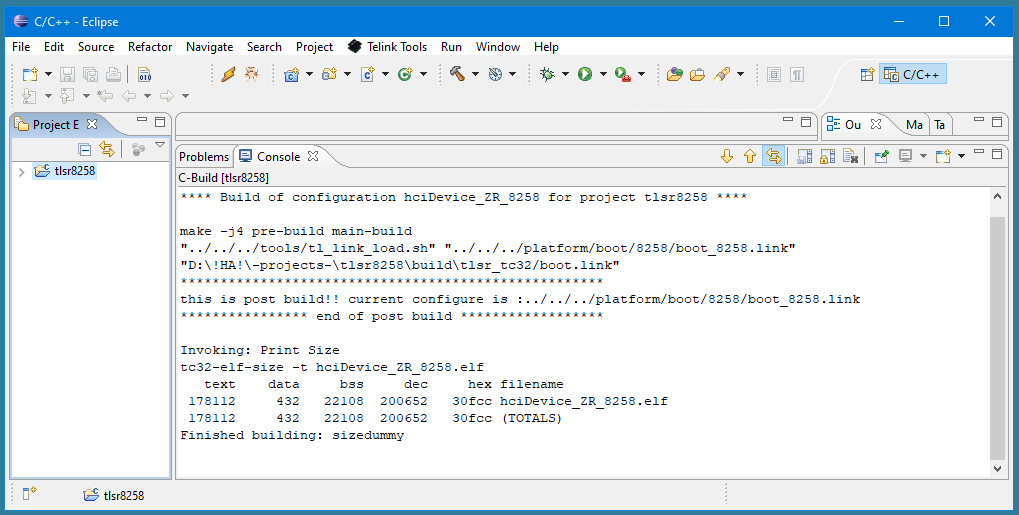 C/C++ - Eclipse
File Edit Source Refactor Navigate Search Project Telink Tools Run Window Help
010
C/C++
Project E
Ou Ma Ta
tlsr8258
Problems Console
C-Build [tlsr8258]
**** Build of configuration hciDevice_ZR_8258 for project tlsr8258 ****
make -j4 pre-build main-build
"../../../tools/tl_link_load.sh" "../../../platform/boot/8258/boot_8258.link"
"D:\!HA!\-projects-\tlsr8258\build\tlsr_tc32/boot.link"
*****************************************************
this is post build!! current configure is :../../../platform/boot/8258/boot_8258.link
**************** end of post build ******************
Invoking: Print Size
tc32-elf-size -t hciDevice_ZR_8258.elf
text data bss dec hex filename
178112 432 22108 200652 30fcc hciDevice_ZR_8258.elf
178112 432 22108 200652 30fcc (TOTALS)
Finished building: sizedummy
tlsr8258